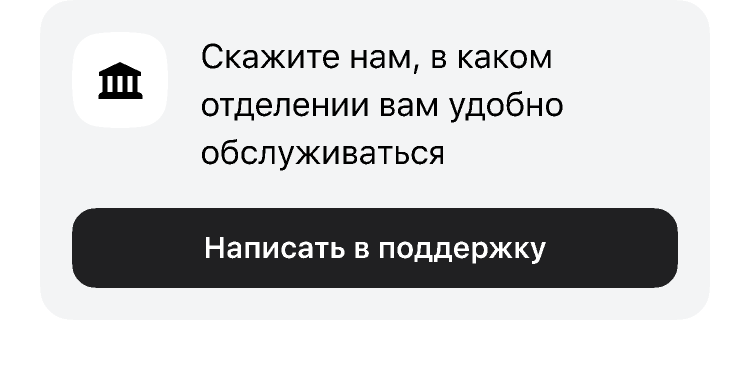 Скажите нам, в каком
отделении вам удобно
обслуживаться
Написать в поддержку